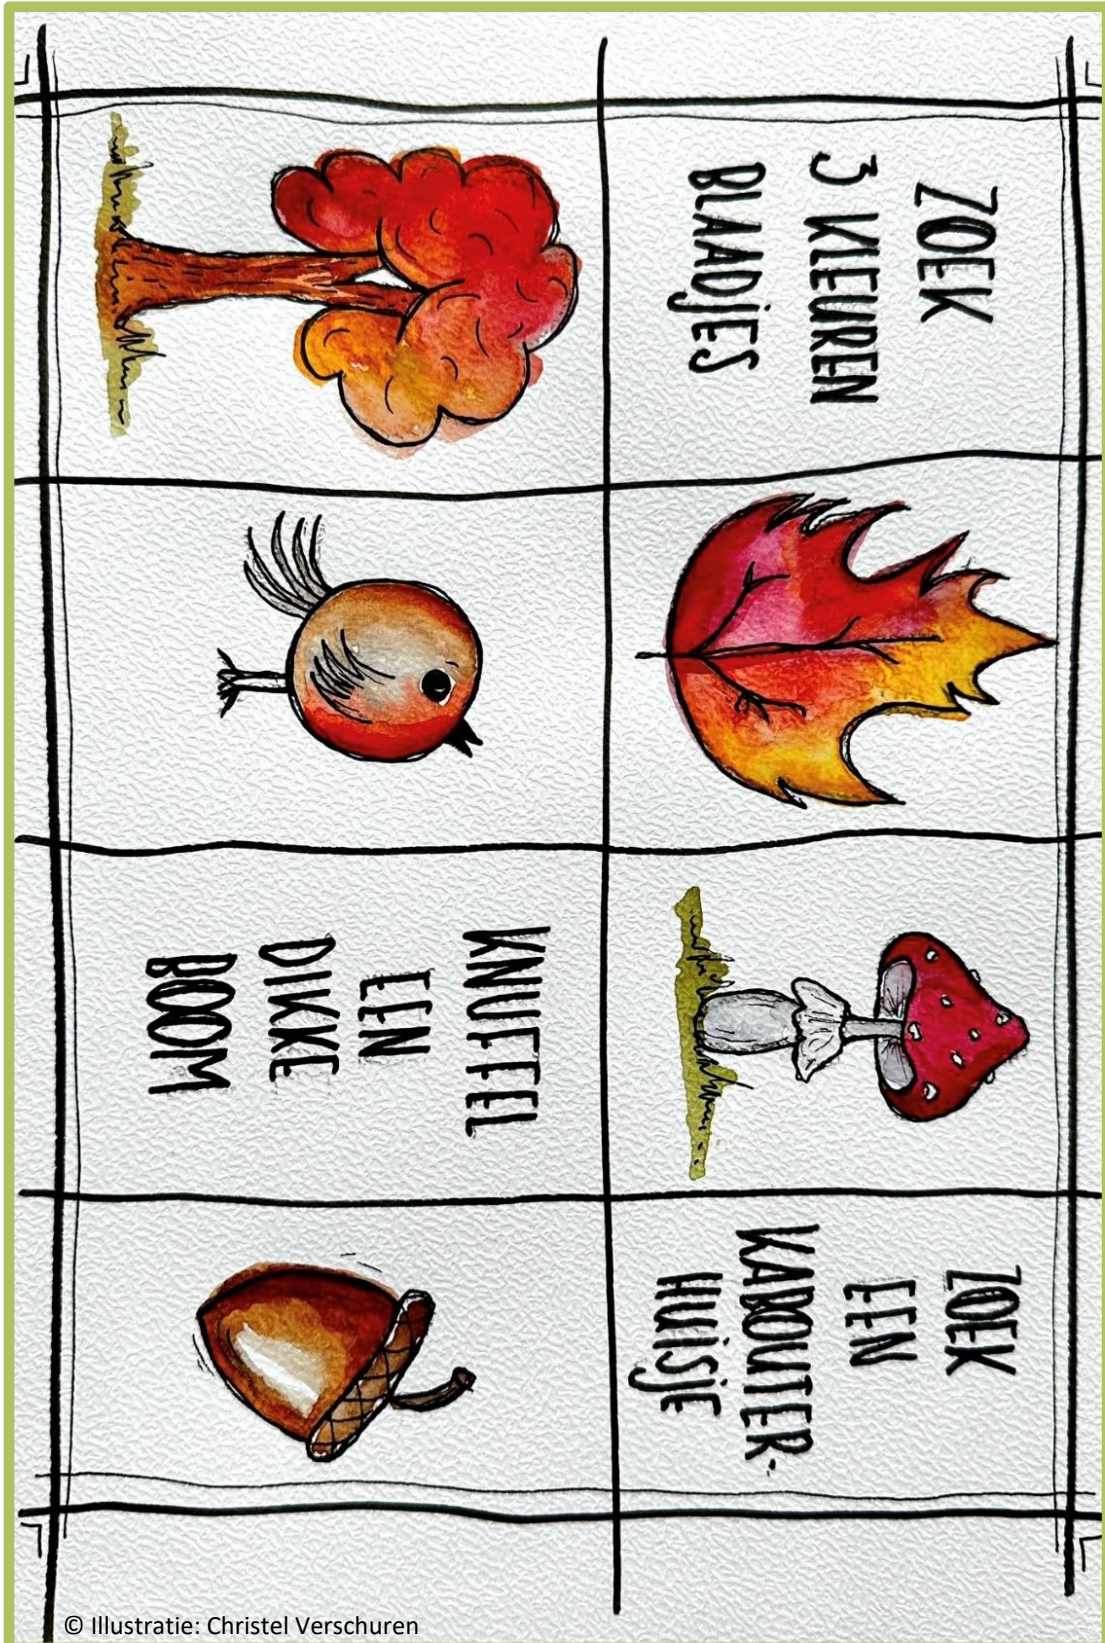 ZOEK
3 KLEUREN
BLAADJES
ZOEK
EEN
KABOUTER-
HUISJE
KNUFFEL
EEN
DIKKE
BOOM
© Illustratie: Christel Verschuren